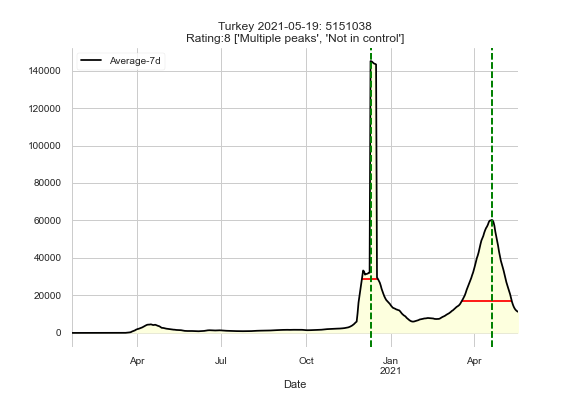 Turkey 2021-05-19: 5151038
Rating:8 ['Multiple peaks', 'Not in control']
Average-7d
140000
120000
100000
80000
60000
40000
20000
0
Apr Jul Oct Jan Apr
2021
Date